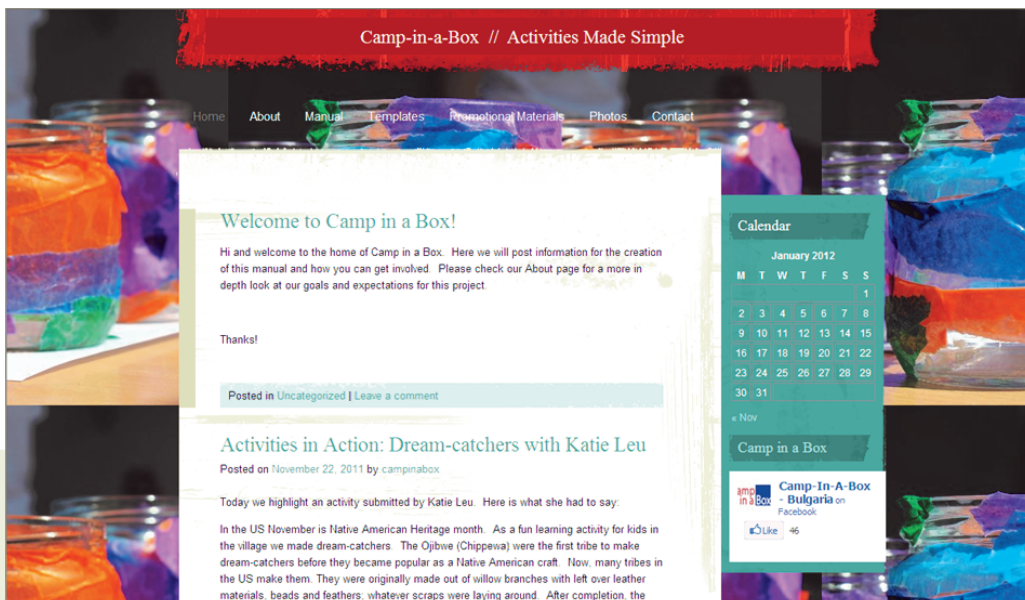 Camp-in-a-Box // Activities Made Simple
Home About Manual Templates Promotional Materials Photos Contact
Welcome to Camp in a Box!
Hi and welcome to the home of Camp in a Box. Here we will post information for the creation
of this manual and how you can get involved. Please check our About page for a more in
depth look at our goals and expectations for this project.
Thanks!
Posted in Uncategorized | Leave a comment
Activities in Action: Dream-catchers with Katie Leu
Posted on November 22, 2011 by campinabox
Today we highlight an activity submitted by Katie Leu. Here is what she had to say:
In the US November is Native American Heritage month. As a fun learning activity for kids in
the village we made dream-catchers. The Ojibwe (Chippewa) were the first tribe to make
dream-catchers before they became popular as a Native American craft. Now, many tribes in
the US make them. They were originally made out of willow branches with left over leather
materials, beads and feathers; whatever scraps were laying around. After completion, the
Calendar
January 2012
M T W T F S S
1
2 3 4 5 6 7 8
9 10 11 12 13 14 15
16 17 18 19 20 21 22
23 24 25 26 27 28 29
30 31
« Nov
Camp in a Box
amp
in a Box
Camp-In-A-Box
- Bulgaria on
Facebook
Like 46